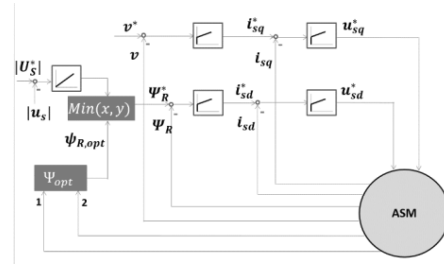 v* i*sq u*sq
v isq
|U*S|
|us| Min(x, y) Ψ*R i*sd u*sd
ΨR isd
ψR,opt
Ψopt
1 2
ASM